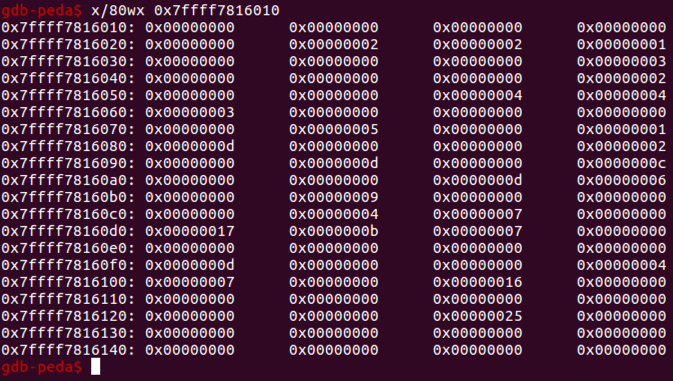 gdb-peda$ x/80wx 0x7ffff7816010
0x7ffff7816010: 0x00000000 0x00000000 0x00000000 0x00000000
0x7ffff7816020: 0x00000000 0x00000002 0x00000002 0x00000001
0x7ffff7816030: 0x00000000 0x00000000 0x00000000 0x00000003
0x7ffff7816040: 0x00000000 0x00000000 0x00000000 0x00000002
0x7ffff7816050: 0x00000000 0x00000000 0x00000004 0x00000004
0x7ffff7816060: 0x00000003 0x00000000 0x00000000 0x00000000
0x7ffff7816070: 0x00000000 0x00000005 0x00000000 0x00000001
0x7ffff7816080: 0x0000000d 0x00000000 0x00000000 0x00000002
0x7ffff7816090: 0x00000000 0x0000000d 0x00000000 0x0000000c
0x7ffff78160a0: 0x00000000 0x00000000 0x0000000d 0x00000006
0x7ffff78160b0: 0x00000000 0x00000009 0x00000000 0x00000000
0x7ffff78160c0: 0x00000000 0x00000004 0x00000007 0x00000000
0x7ffff78160d0: 0x00000017 0x0000000b 0x00000007 0x00000000
0x7ffff78160e0: 0x00000000 0x00000000 0x00000000 0x00000000
0x7ffff78160f0: 0x0000000d 0x00000000 0x00000000 0x00000004
0x7ffff7816100: 0x00000007 0x00000000 0x00000016 0x00000000
0x7ffff7816110: 0x00000000 0x00000000 0x00000000 0x00000000
0x7ffff7816120: 0x00000000 0x00000000 0x00000025 0x00000000
0x7ffff7816130: 0x00000000 0x00000000 0x00000000 0x00000000
0x7ffff7816140: 0x00000000 0x00000000 0x00000000 0x00000000
gdb-peda$